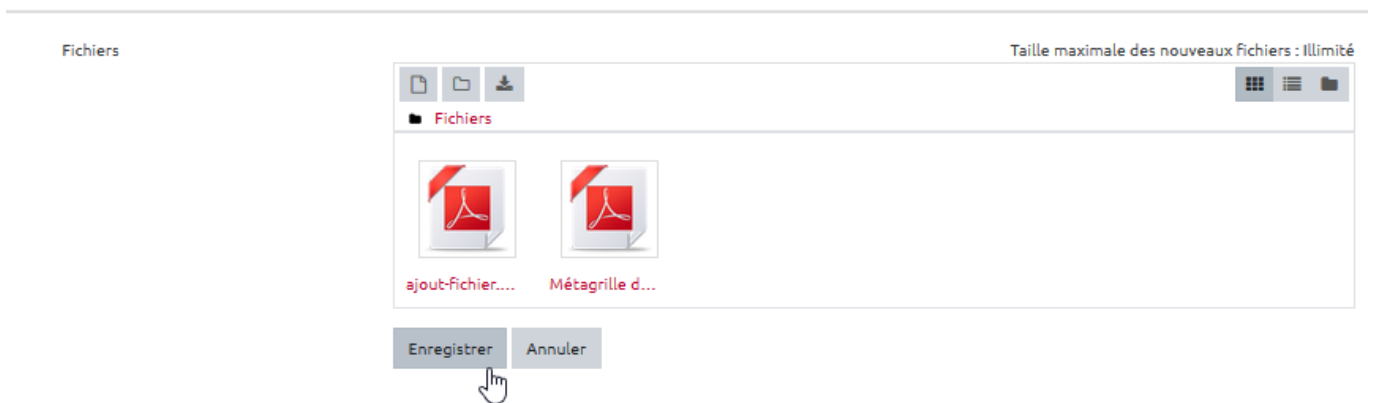 Fichiers
Taille maximale des nouveaux fichiers : Illimité
Fichiers
ajout-fichier....
Métagrille d...
Enregistrer
Annuler